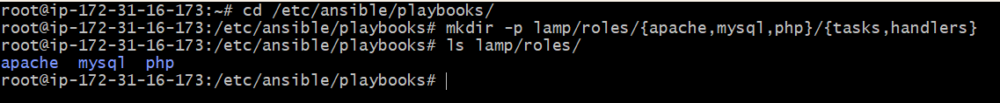 root@ip-172-31-16-173:~# cd /etc/ansible/playbooks/
root@ip-172-31-16-173:/etc/ansible/playbooks# mkdir -p lamp/roles/{apache,mysql,php}/{tasks,handlers}
root@ip-172-31-16-173:/etc/ansible/playbooks# ls lamp/roles/
apache  mysql  php
root@ip-172-31-16-173:/etc/ansible/playbooks#